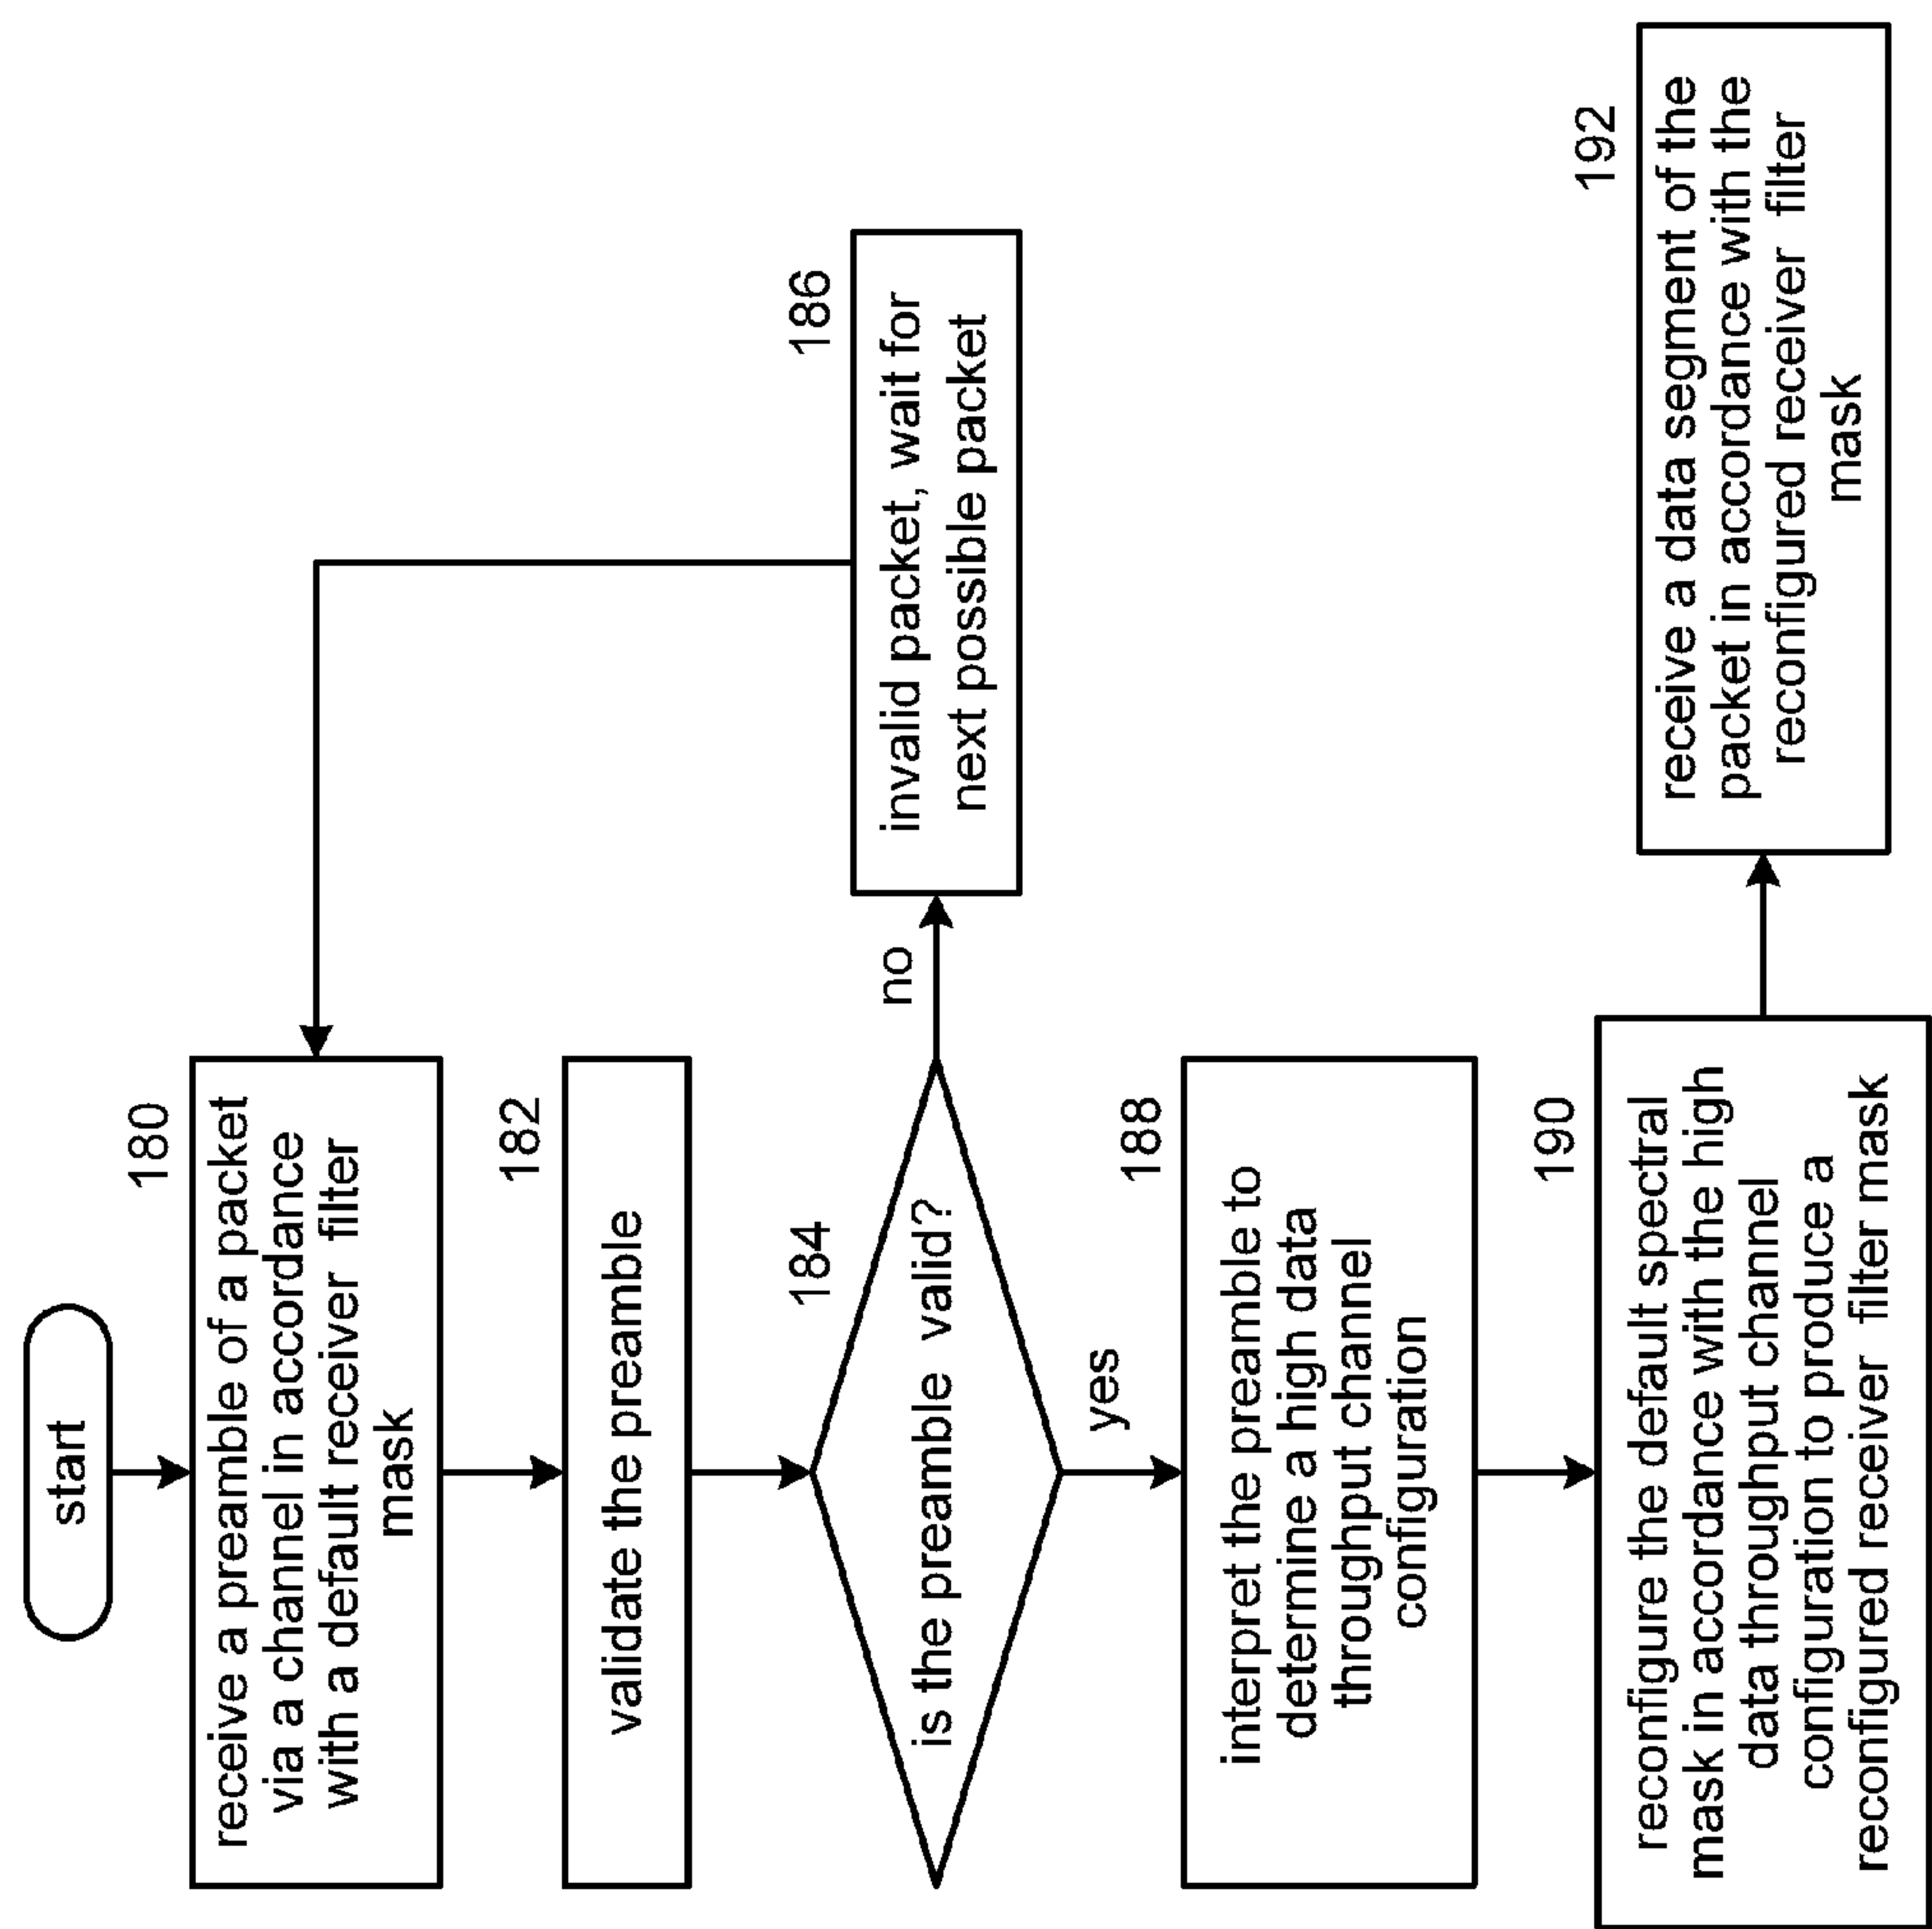 start
180
receive a preamble of a packet
via a channel in accordance
with a default receiver filter
mask
182
validate the preamble
184
is the preamble valid?
no
186
invalid packet, wait for
next possible packet
yes
188
interpret the preamble to
determine a high data
throughput channel
configuration
190
reconfigure the default spectral
mask in accordance with the high
data throughput channel
configuration to produce a
reconfigured receiver filter mask
192
receive a data segment of the
packet in accordance with the
reconfigured receiver filter
mask